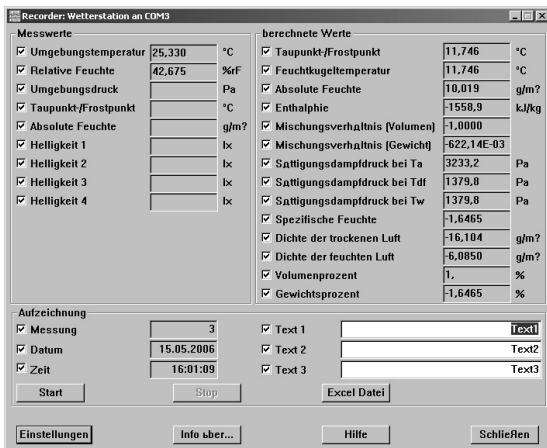 Recorder: Wetterstation an COM3
Messwerte
Umgebungstemperatur 25,330 °C
Relative Feuchte 42,675 %rF
Umgebungsdruck Pa
Taupunkt-/Frostpunkt °C
Absolute Feuchte g/m?
Helligkeit 1 lx
Helligkeit 2 lx
Helligkeit 3 lx
Helligkeit 4 lx
berechnete Werte
Taupunkt-/Frostpunkt 11,746 °C
Feuchtkugeltemperatur 11,746 °C
Absolute Feuchte 10,019 g/m?
Enthalphie -1558,9 kJ/kg
Mischungsverhдltnis (Volumen) -1,0000
Mischungsverhдltnis (Gewicht) -622,14E-03
Sдttigungsdampfdruck bei Ta 3233,2 Pa
Sдttigungsdampfdruck bei Tdf 1379,8 Pa
Sдttigungsdampfdruck bei Tw 1379,8 Pa
Spezifische Feuchte -1,6465
Dichte der trockenen Luft -16,104 g/m?
Dichte der feuchten Luft -6,0850 g/m?
Volumenprozent 1, %
Gewichtsprozent -1,6465 %
Aufzeichnung
Messung 3
Datum 15.05.2006
Zeit 16:01:09
Text 1 Text1
Text 2 Text2
Text 3 Text3
Start Stop Excel Datei
Einstellungen Info ьber... Hilfe SchlieЯen